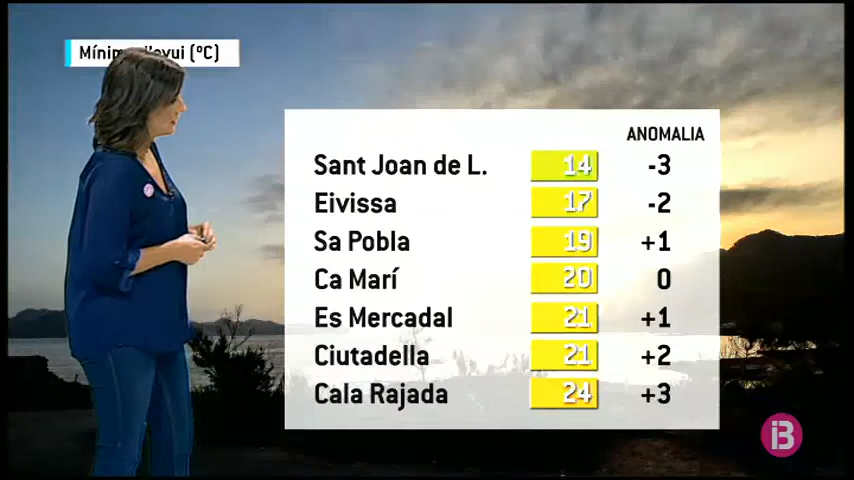 (ºC)
ANOMALIA
Sant Joan de L. 14 -3
Eivissa 17 -2
Sa Pobla 19 +1
Ca Marí 20 0
Es Mercadal 21 +1
Ciutadella 21 +2
Cala Rajada 24 +3
iB